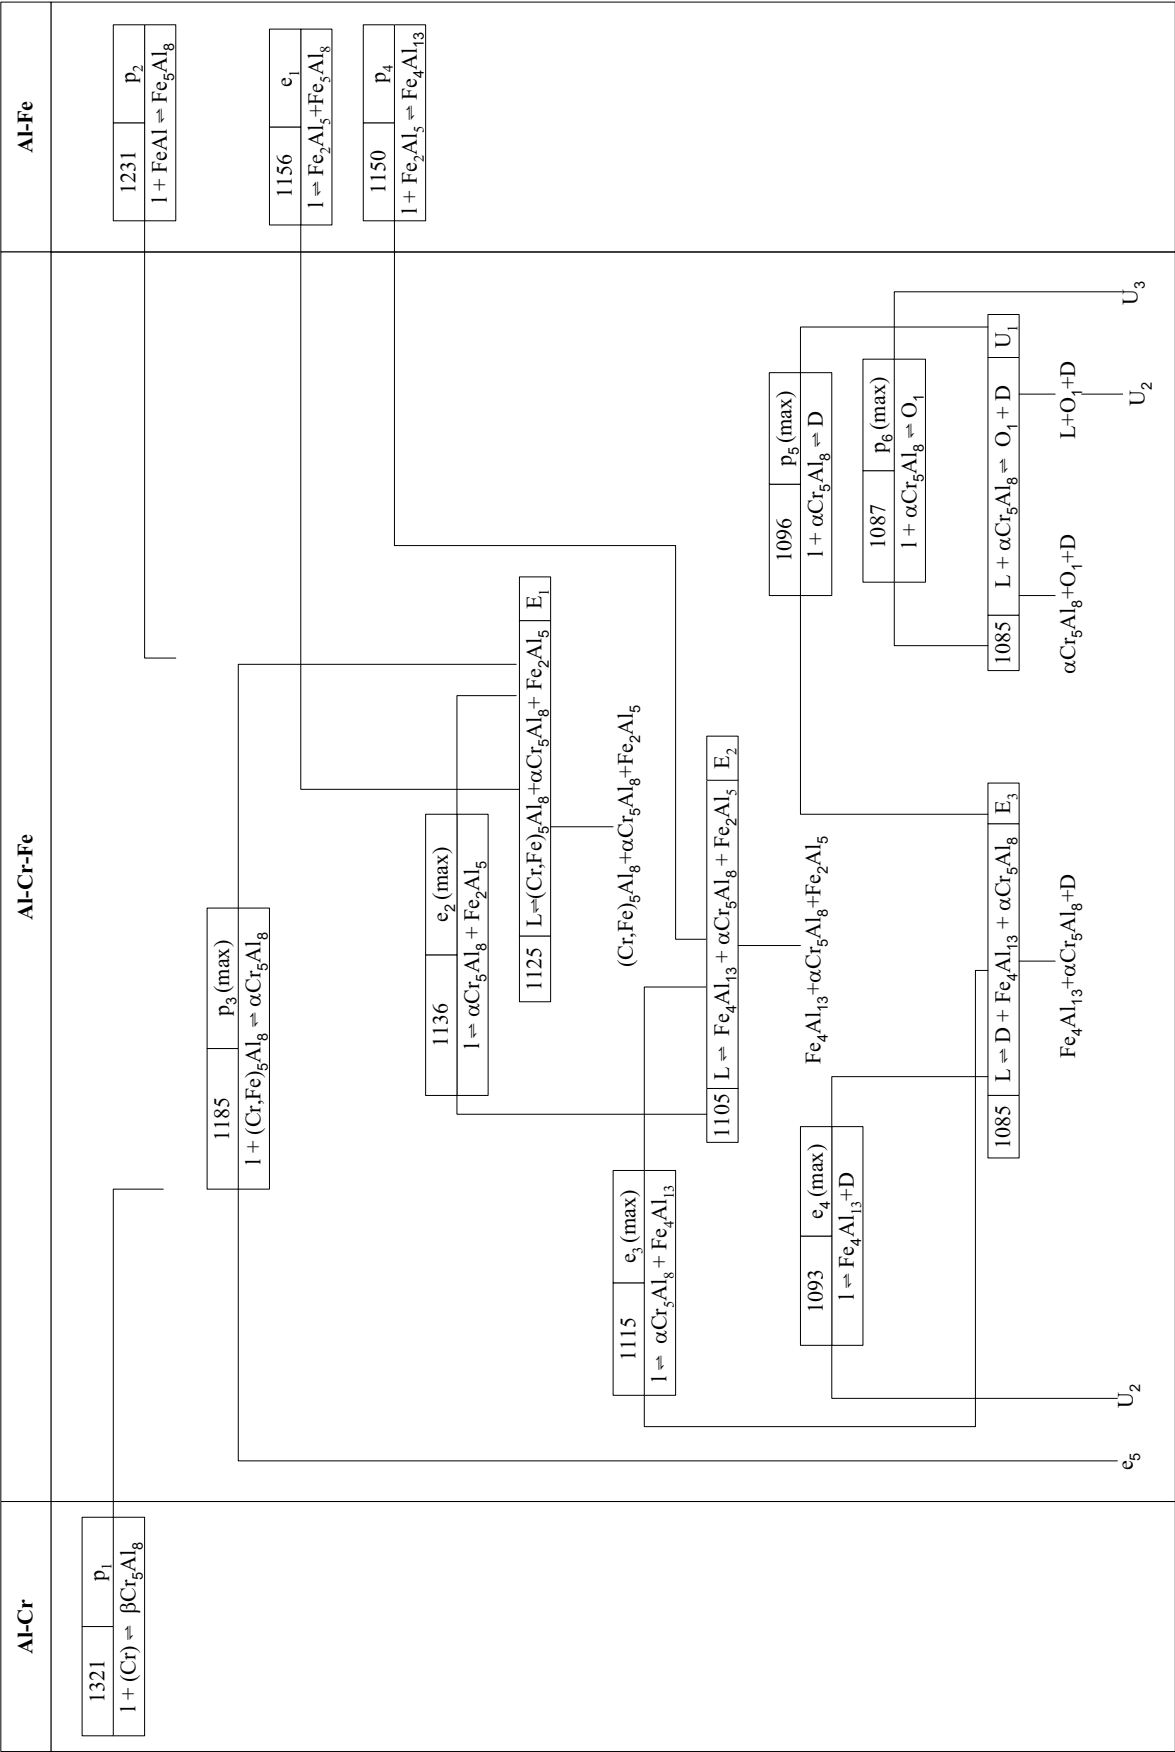 Al-Cr
Al-Cr-Fe
Al-Fe
1321 p₁
l + (Cr) ⇌ βCr₅Al₈
1231 p₂
l + FeAl ⇌ Fe₅Al₈
1185 p₃ (max)
l + (Cr,Fe)₅Al₈ ⇌ αCr₅Al₈
1156 e₁
l ⇌ Fe₂Al₅+Fe₅Al₈
1150 p₄
l + Fe₂Al₅ ⇌ Fe₄Al₁₃
1136 e₂ (max)
l ⇌ αCr₅Al₈ + Fe₂Al₅
1125 L⇌(Cr,Fe)₅Al₈+αCr₅Al₈+ Fe₂Al₅ E₁
(Cr,Fe)₅Al₈+αCr₅Al₈+Fe₂Al₅
1115 e₃ (max)
l ⇌ αCr₅Al₈ + Fe₄Al₁₃
1105 L ⇌ Fe₄Al₁₃ + αCr₅Al₈ + Fe₂Al₅ E₂
Fe₄Al₁₃+αCr₅Al₈+Fe₂Al₅
1096 p₅ (max)
l + αCr₅Al₈ ⇌ D
1093 e₄ (max)
l ⇌ Fe₄Al₁₃+D
1087 p₆ (max)
l + αCr₅Al₈ ⇌ O₁
1085 L ⇌ D + Fe₄Al₁₃ + αCr₅Al₈ E₃
1085 L + αCr₅Al₈ ⇌ O₁ + D U₁
Fe₄Al₁₃+αCr₅Al₈+D
αCr₅Al₈+O₁+D
L+O₁+D
e₅
U₂
U₂
U₃